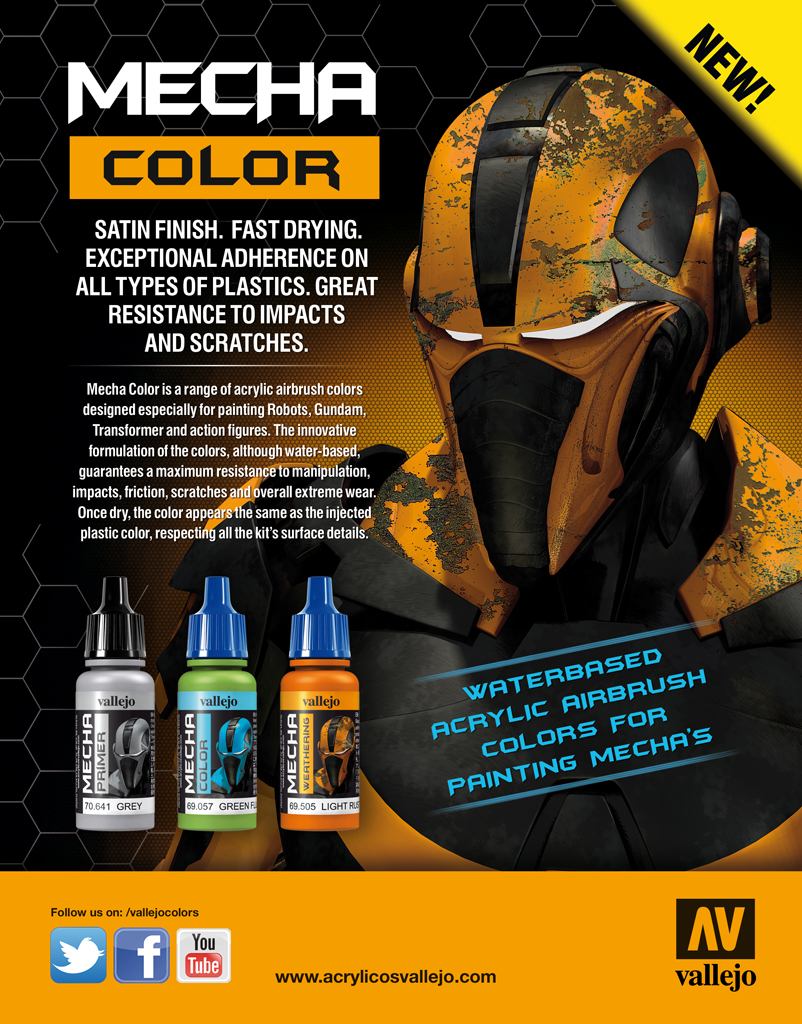 NEW!
MECHA
COLOR
SATIN FINISH. FAST DRYING.
EXCEPTIONAL ADHERENCE ON
ALL TYPES OF PLASTICS. GREAT
RESISTANCE TO IMPACTS
AND SCRATCHES.
Mecha Color is a range of acrylic airbrush colors
designed especially for painting Robots, Gundam,
Transformer and action figures. The innovative
formulation of the colors, although water-based,
guarantees a maximum resistance to manipulation,
impacts, friction, scratches and overall extreme wear.
Once dry, the color appears the same as the injected
plastic color, respecting all the kit's surface details.
vallejo
MECHA
PRIMER
70.641 GREY
vallejo
MECHA
COLOR
69.057 GREEN FLU
vallejo
MECHA
WEATHERING
69.505 LIGHT RUS
WATERBASED
ACRYLIC AIRBRUSH
COLORS FOR
PAINTING MECHA'S
Follow us on: /vallejocolors
You
Tube
www.acrylicosvallejo.com
AV
vallejo